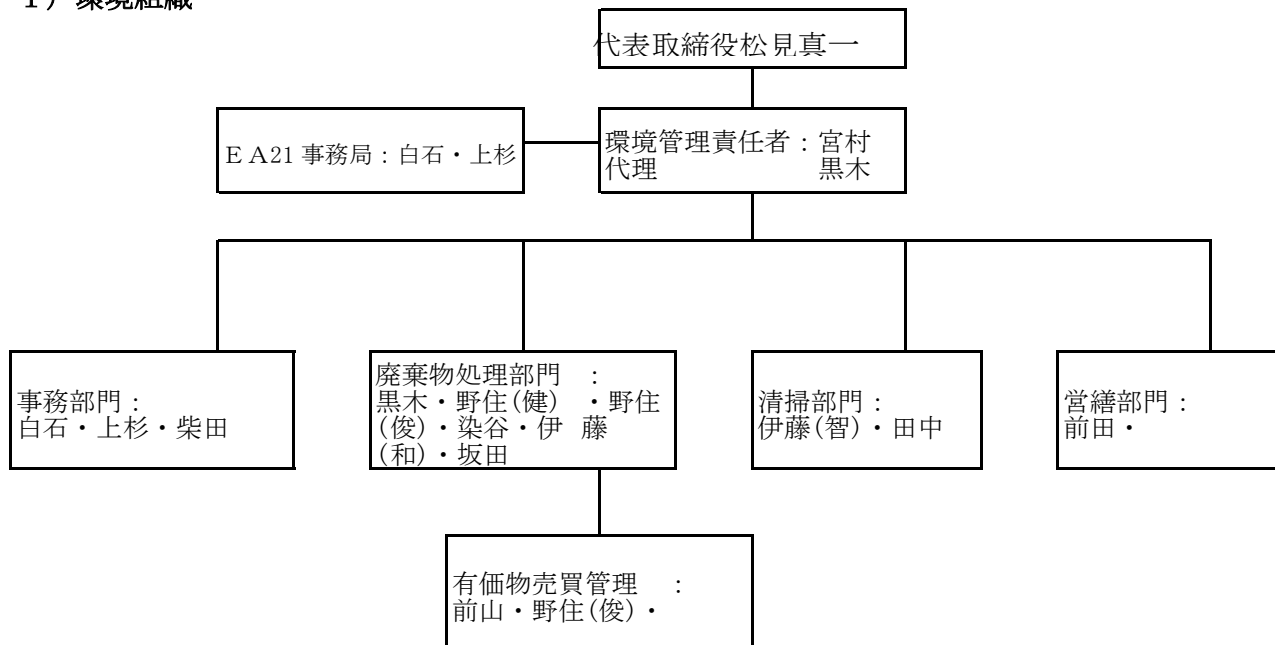 １）環境組織
代表取締役松見真一
ＥＡ21 事務局：白石・上杉
環境管理責任者：宮村
代理　　　　　　黒木
事務部門：
白石・上杉・柴田
廃棄物処理部門　：
黒木・野住(健)　・野住
(俊)・染谷・伊　藤
(和)・坂田
清掃部門：
伊藤(智)・田中
営繕部門：
前田・
有価物売買管理　：
前山・野住(俊)・